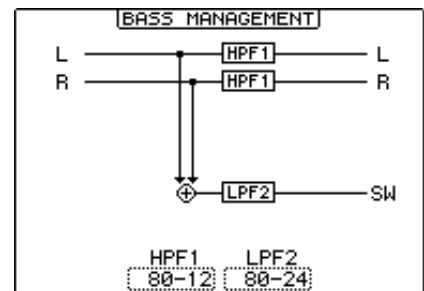 BASS MANAGEMENT
L HPF1 L
R HPF1 R
LPF2 SW
HPF1 LPF2
80-12 80-24